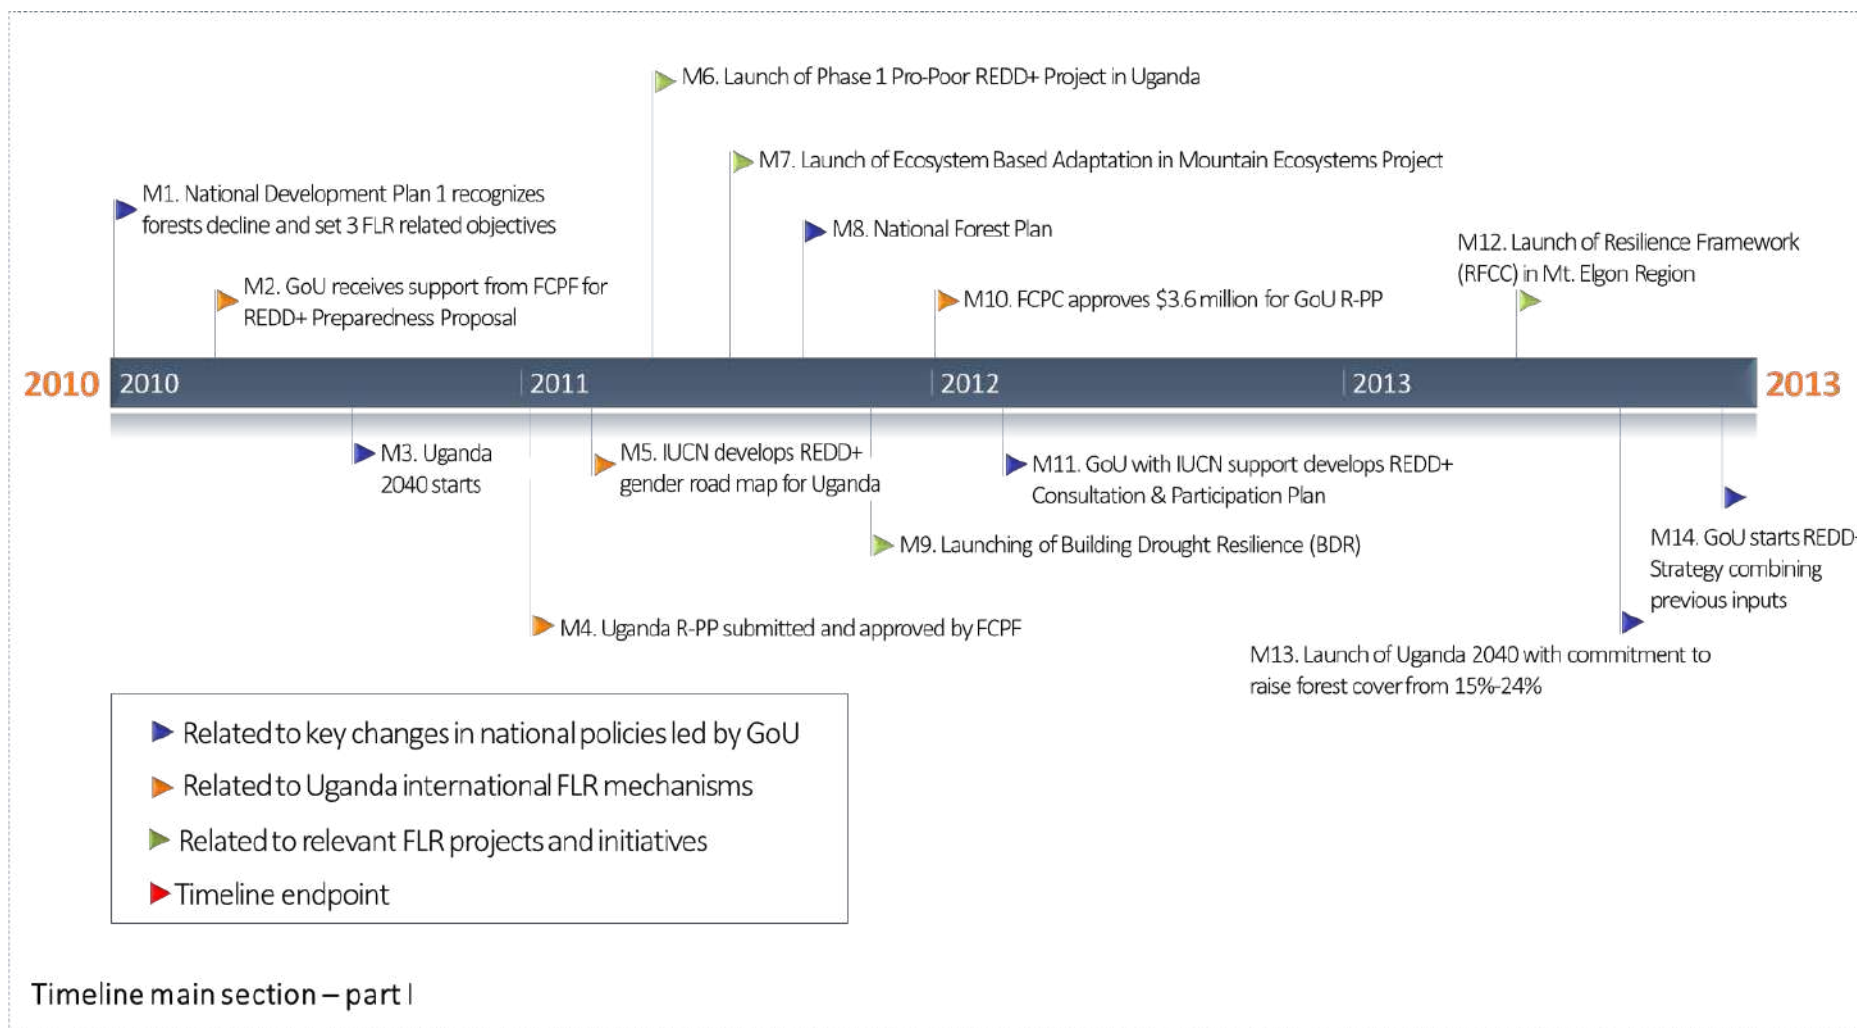 M6. Launch of Phase 1 Pro-Poor REDD+ Project in Uganda
M7. Launch of Ecosystem Based Adaptation in Mountain Ecosystems Project
M1. National Development Plan 1 recognizes
forests decline and set 3 FLR related objectives
M8. National Forest Plan
M12. Launch of Resilience Framework
(RFCC) in Mt. Elgon Region
M2. GoU receives support from FCPF for
REDD+ Preparedness Proposal
M10. FCPC approves $3.6 million for GoU R-PP
2010
2010
2011
2012
2013
2013
M3. Uganda
2040 starts
M5. IUCN develops REDD+
gender road map for Uganda
M11. GoU with IUCN support develops REDD+
Consultation & Participation Plan
M9. Launching of Building Drought Resilience (BDR)
M14. GoU starts REDD-
Strategy combining
previous inputs
M4. Uganda R-PP submitted and approved by FCPF
M13. Launch of Uganda 2040 with commitment to
raise forest cover from 15%-24%
Related to key changes in national policies led by GoU
Related to Uganda international FLR mechanisms
Related to relevant FLR projects and initiatives
Timeline endpoint
Timeline main section – part I